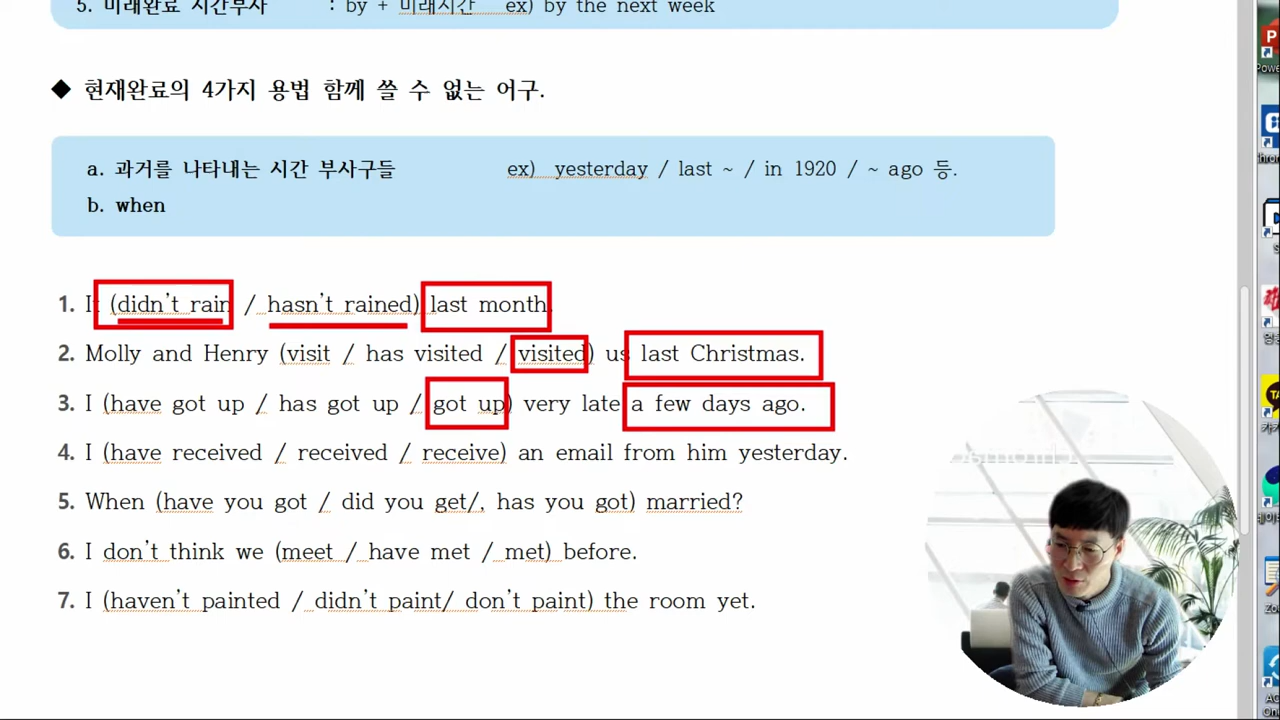 5. 미래완료 시간부사 : by + 미래시간 ex) by the next week
◆ 현재완료의 4가지 용법 함께 쓸 수 없는 어구.
a. 과거를 나타내는 시간 부사구들 ex) yesterday / last ~ / in 1920 / ~ ago 등.
b. when
1. It (didn't rain / hasn't rained) last month.
2. Molly and Henry (visit / has visited / visited) us last Christmas.
3. I (have got up / has got up / got up) very late a few days ago.
4. I (have received / received / receive) an email from him yesterday.
5. When (have you got / did you get/, has you got) married?
6. I don't think we (meet / have met / met) before.
7. I (haven't painted / didn't paint/ don't paint) the room yet.